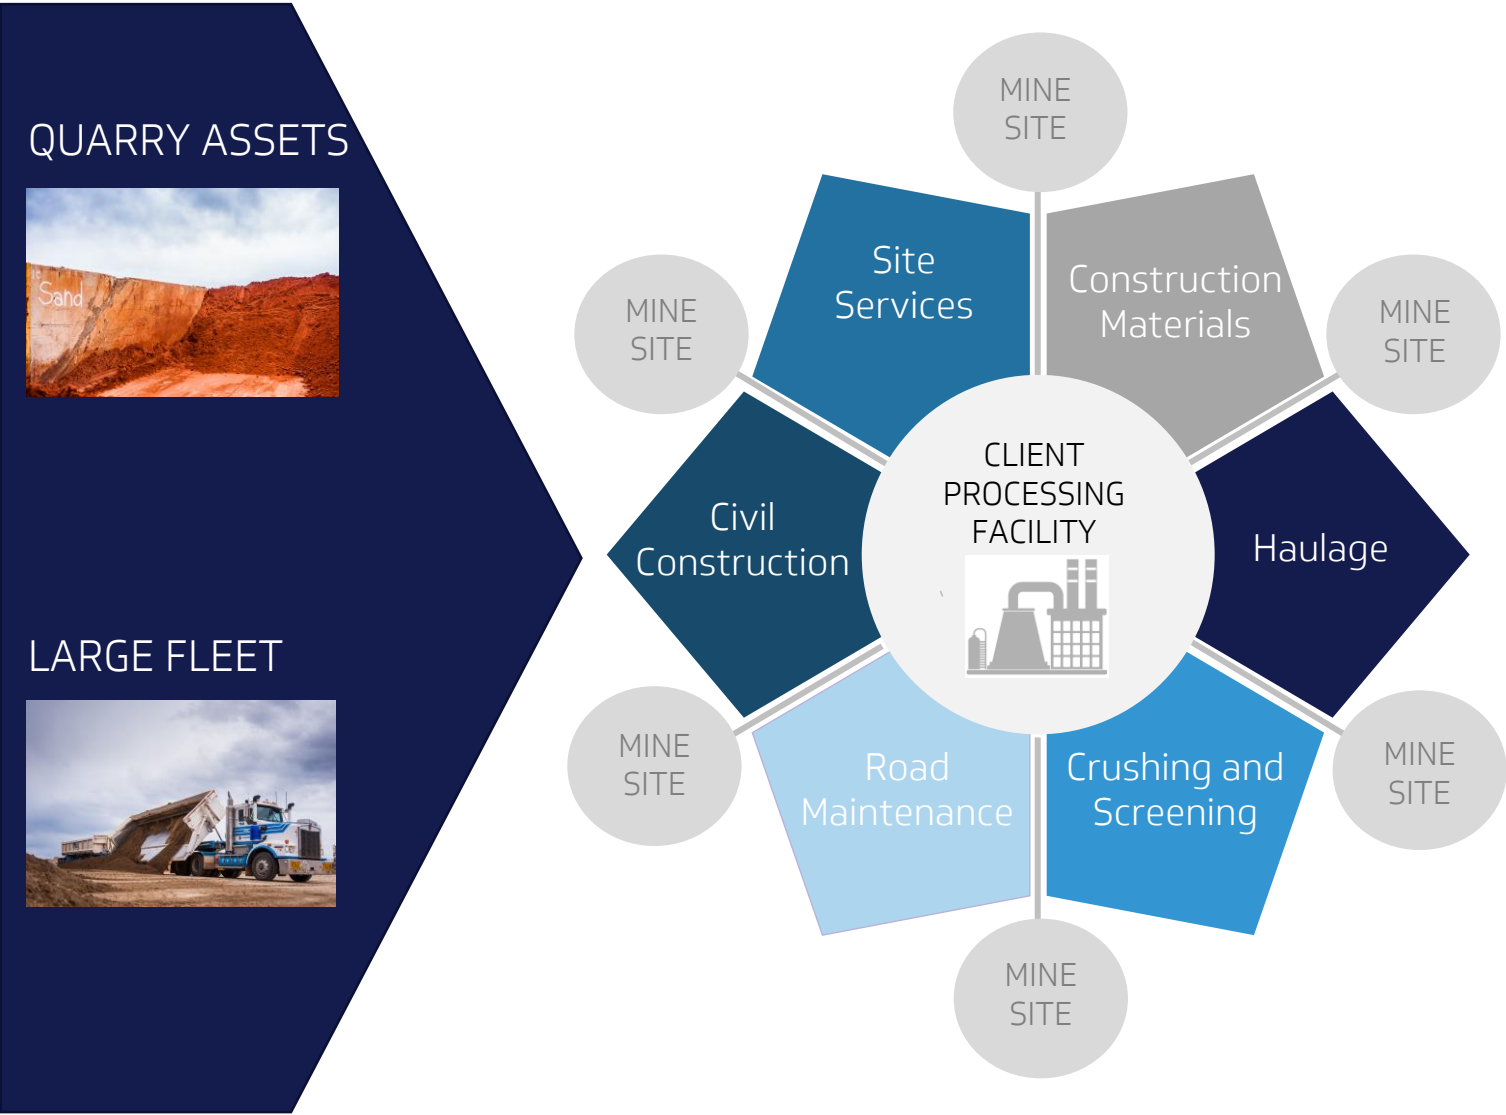 QUARRY ASSETS
Sand
LARGE FLEET
MINE
SITE
MINE
SITE
MINE
SITE
Site
Services
Construction
Materials
Civil
Construction
CLIENT
PROCESSING
FACILITY
Haulage
Road
Maintenance
Crushing and
Screening
MINE
SITE
MINE
SITE
MINE
SITE